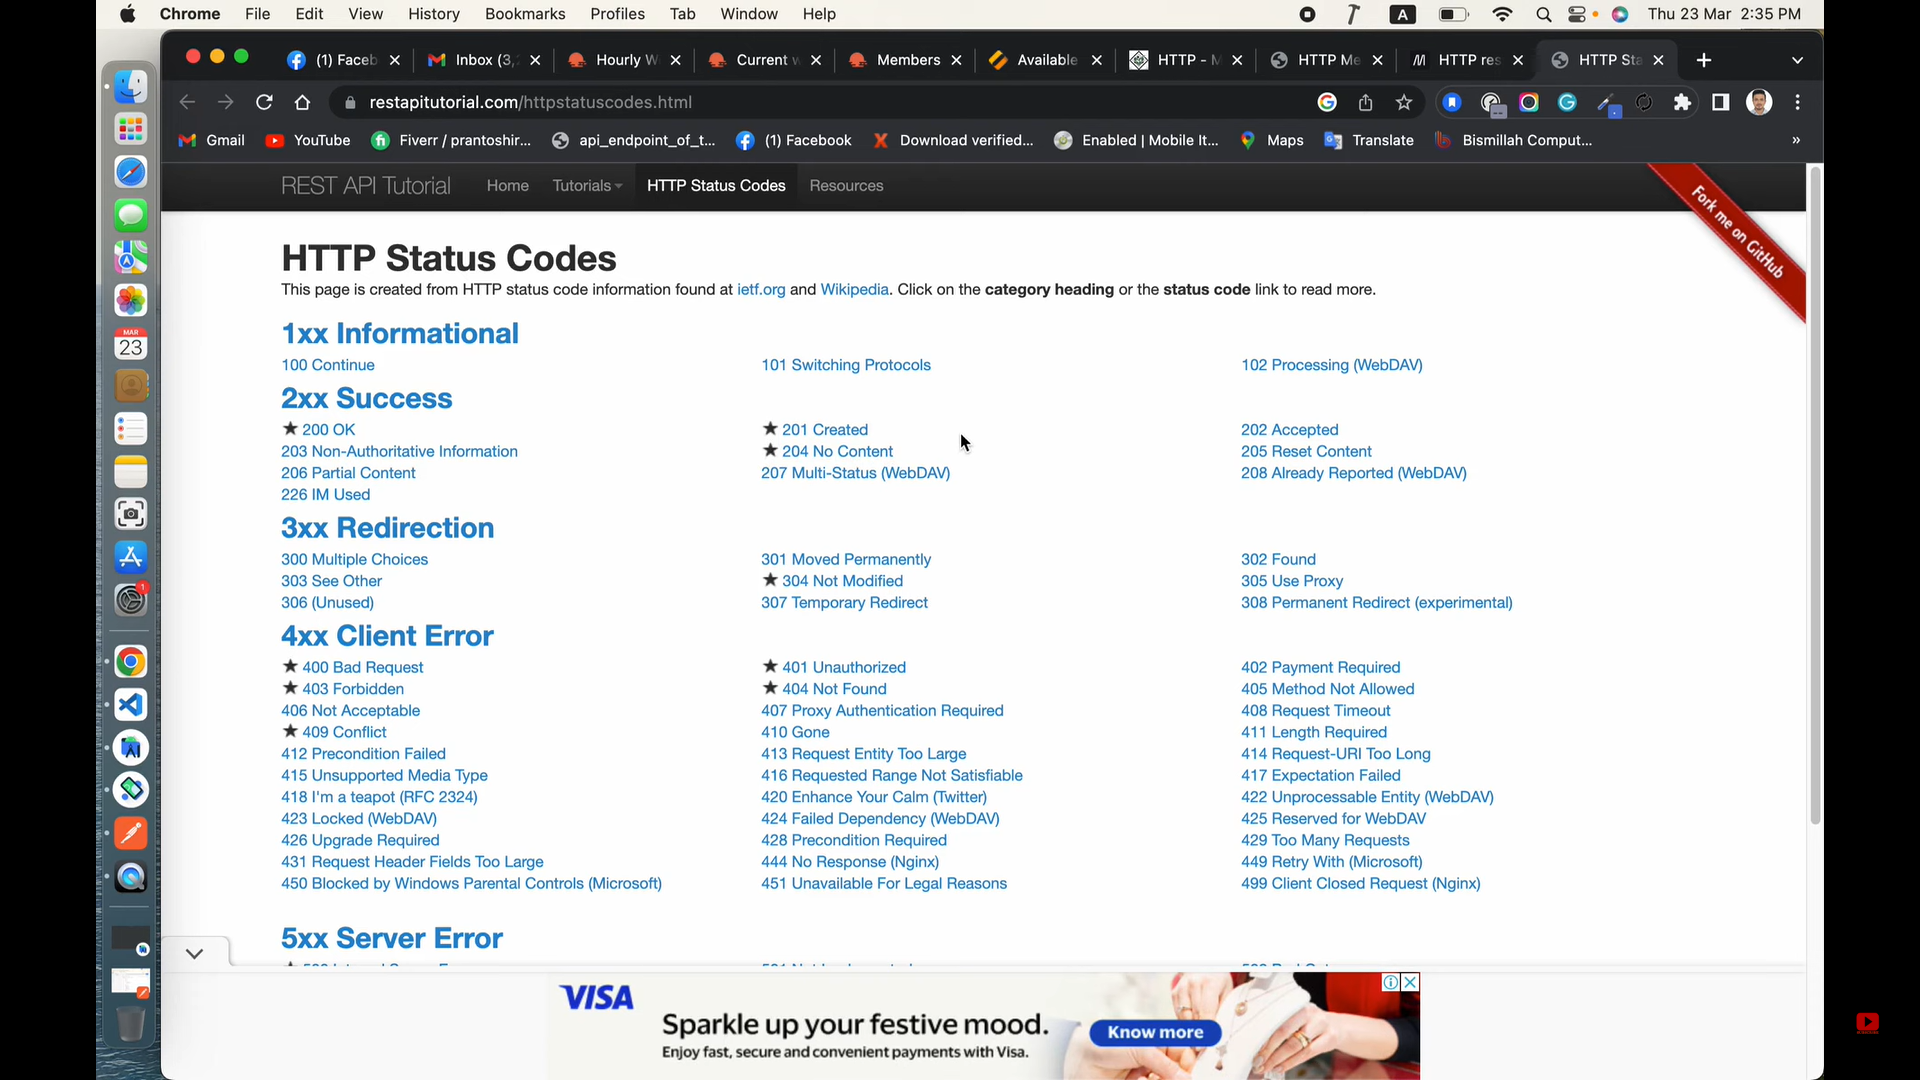 Chrome File Edit View History Bookmarks Profiles Tab Window Help A Thu 23 Mar 2:35 PM
(1) Faceb Inbox (3, Hourly W Current w Members Available HTTP - M HTTP Me HTTP res HTTP Sta
restapitutorial.com/httpstatuscodes.html
Gmail YouTube Fiverr / prantoshir... api_endpoint_of_t... (1) Facebook Download verified... Enabled | Mobile It... Maps Translate Bismillah Comput... »
REST API Tutorial Home Tutorials HTTP Status Codes Resources
Fork me on GitHub
HTTP Status Codes
This page is created from HTTP status code information found at ietf.org and Wikipedia. Click on the category heading or the status code link to read more.
1xx Informational
100 Continue 101 Switching Protocols 102 Processing (WebDAV)
2xx Success
★ 200 OK ★ 201 Created 202 Accepted
203 Non-Authoritative Information ★ 204 No Content 205 Reset Content
206 Partial Content 207 Multi-Status (WebDAV) 208 Already Reported (WebDAV)
226 IM Used
3xx Redirection
300 Multiple Choices 301 Moved Permanently 302 Found
303 See Other ★ 304 Not Modified 305 Use Proxy
306 (Unused) 307 Temporary Redirect 308 Permanent Redirect (experimental)
4xx Client Error
★ 400 Bad Request ★ 401 Unauthorized 402 Payment Required
★ 403 Forbidden ★ 404 Not Found 405 Method Not Allowed
406 Not Acceptable 407 Proxy Authentication Required 408 Request Timeout
★ 409 Conflict 410 Gone 411 Length Required
412 Precondition Failed 413 Request Entity Too Large 414 Request-URI Too Long
415 Unsupported Media Type 416 Requested Range Not Satisfiable 417 Expectation Failed
418 I'm a teapot (RFC 2324) 420 Enhance Your Calm (Twitter) 422 Unprocessable Entity (WebDAV)
423 Locked (WebDAV) 424 Failed Dependency (WebDAV) 425 Reserved for WebDAV
426 Upgrade Required 428 Precondition Required 429 Too Many Requests
431 Request Header Fields Too Large 444 No Response (Nginx) 449 Retry With (Microsoft)
450 Blocked by Windows Parental Controls (Microsoft) 451 Unavailable For Legal Reasons 499 Client Closed Request (Nginx)
5xx Server Error
MAR
23
1
VISA
Sparkle up your festive mood.
Enjoy fast, secure and convenient payments with Visa.
Know more